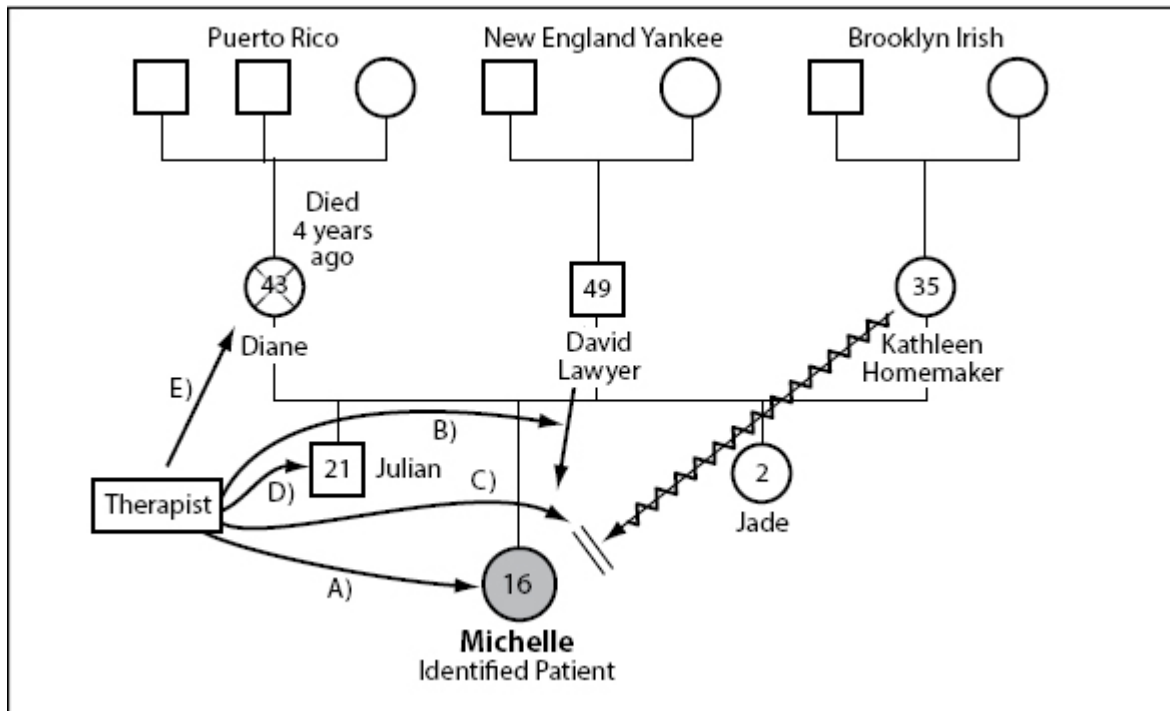 Puerto Rico
New England Yankee
Brooklyn Irish
Died
4 years
ago
43
Diane
49
David
Lawyer
35
Kathleen
Homemaker
E)
B)
21
Julian
C)
2
Jade
Therapist
D)
A)
16
Michelle
Identified Patient